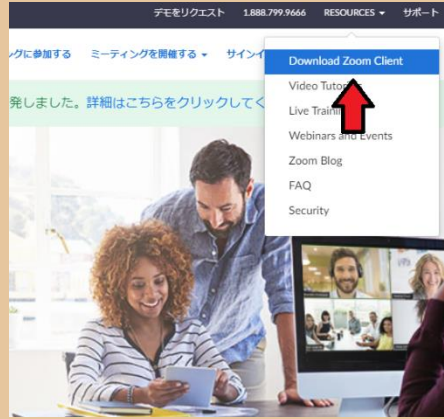 デモをリクエスト 1.888.799.9666 RESOURCES サポート
グに参加する ミーティングを開催する サインイ
Download Zoom Client
発しました。詳細はこちらをクリックしてく
Video
Live
Webinars and Events
Zoom Blog
FAQ
Security